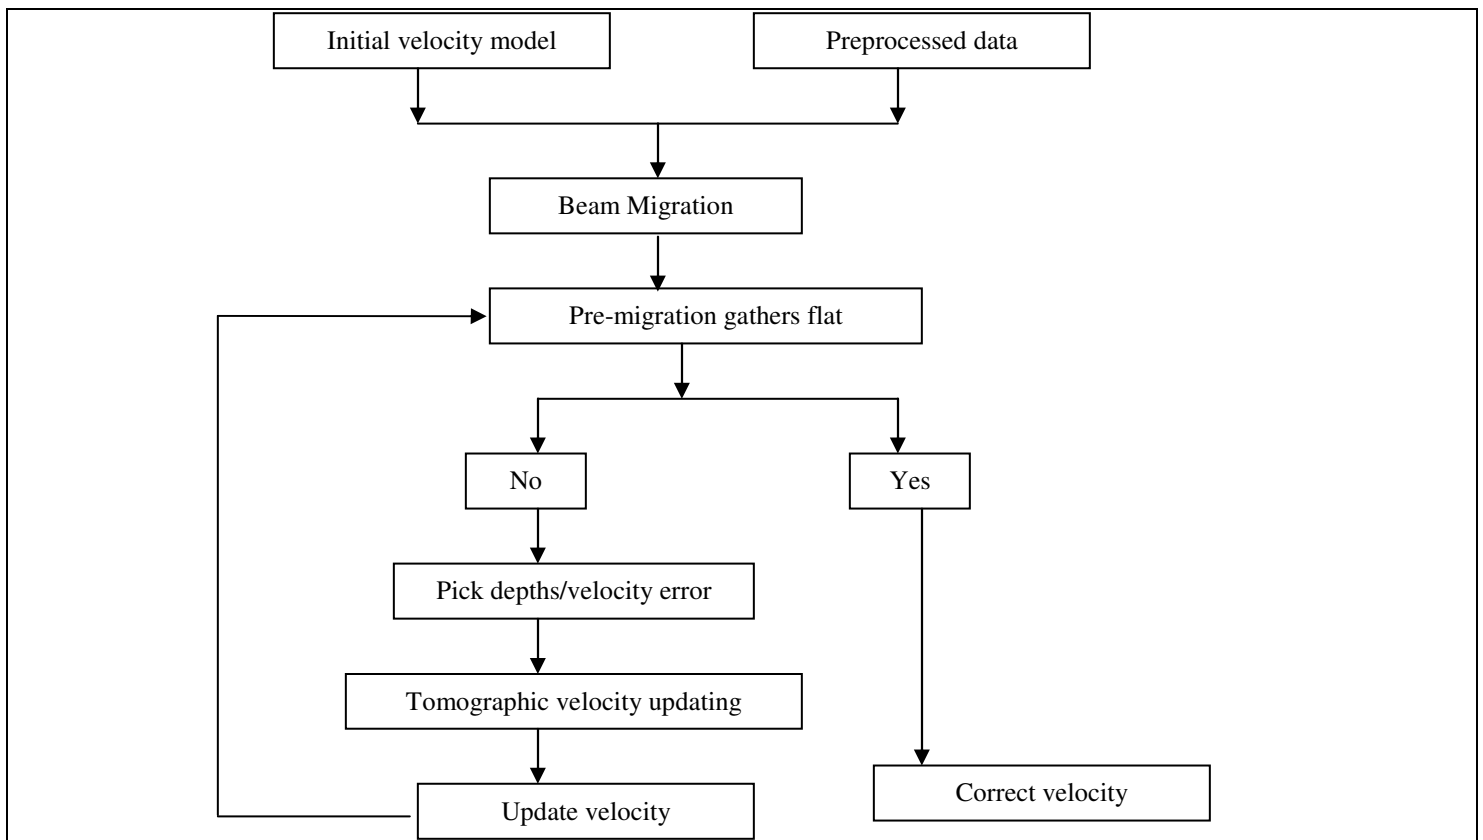 Initial velocity model
Preprocessed data
Beam Migration
Pre-migration gathers flat
No
Yes
Pick depths/velocity error
Tomographic velocity updating
Update velocity
Correct velocity